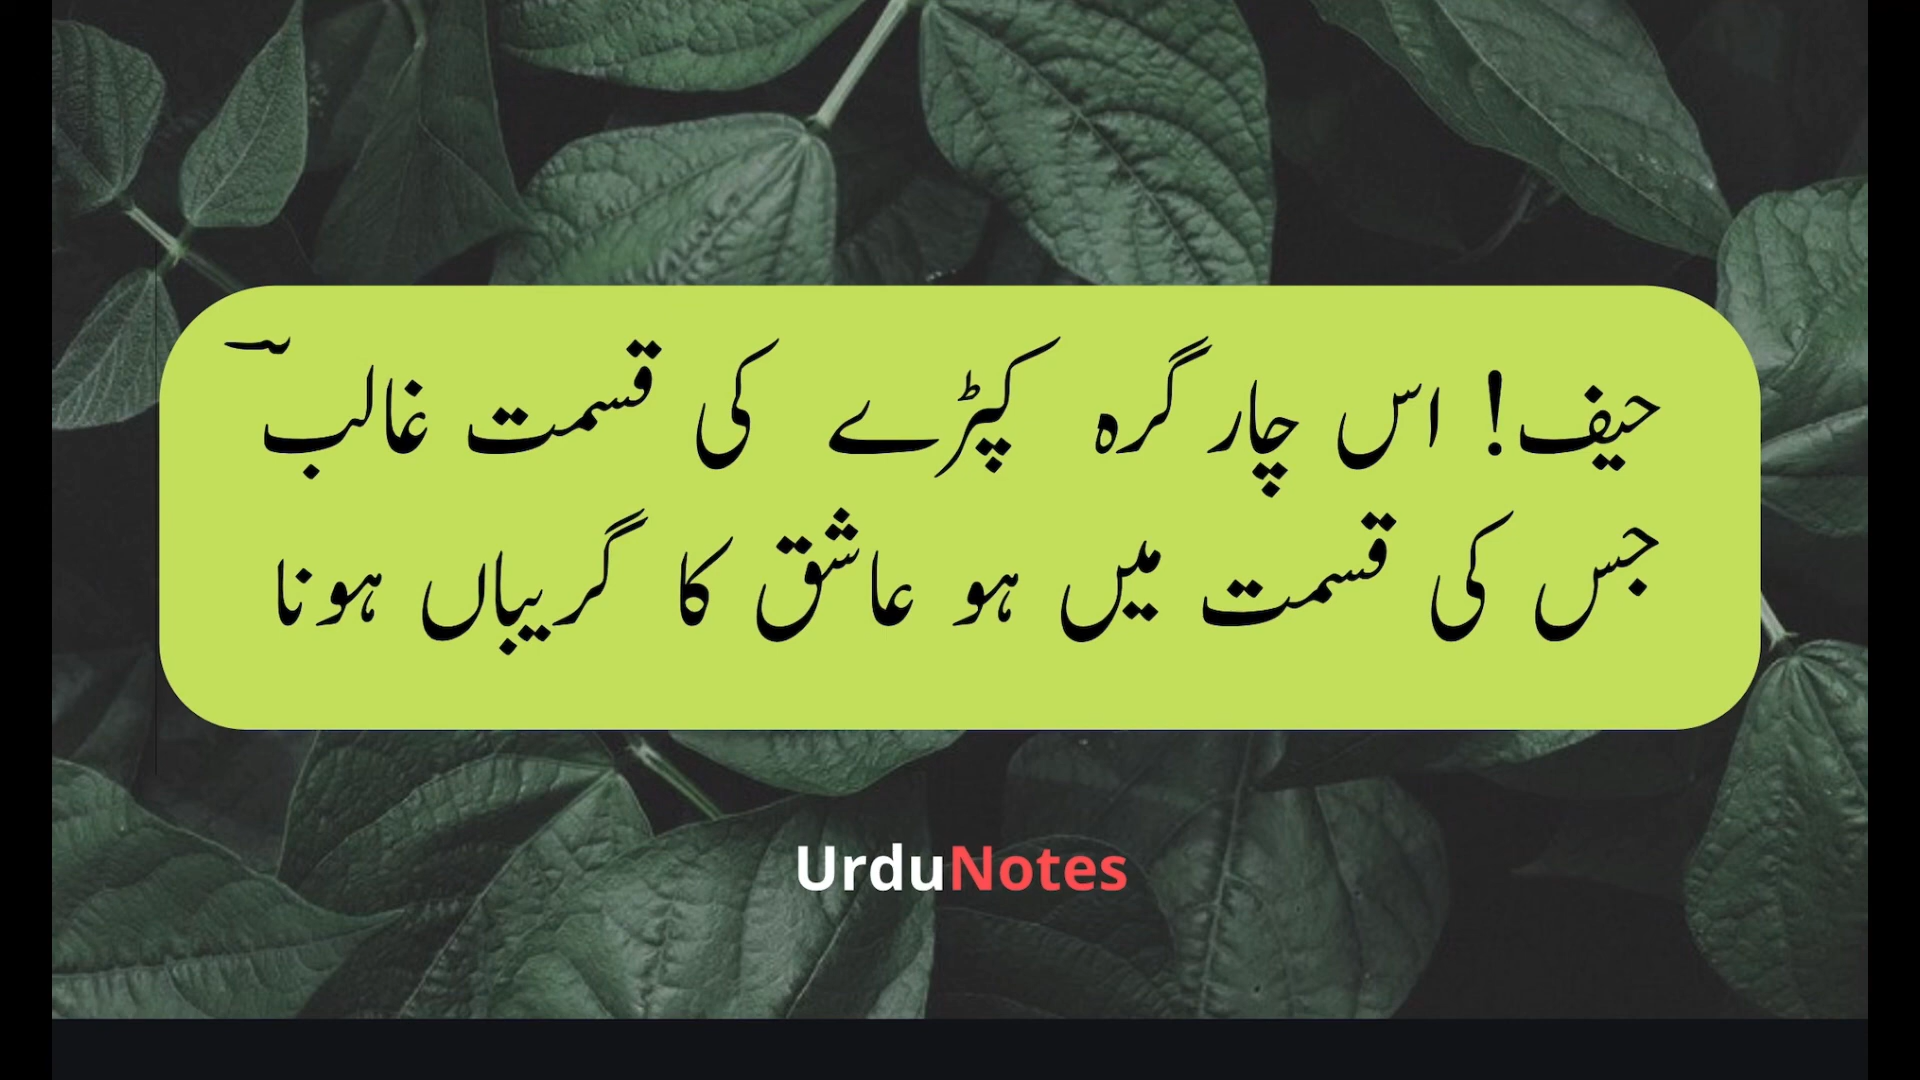 حیف! اس چار گرہ کپڑے کی قسمت غالبؔ
جس کی قسمت میں ہو عاشق کا گریباں ہونا
UrduNotes